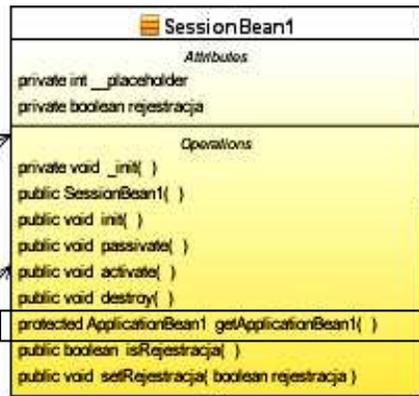 SessionBean1
Attributes
private int __placeholder
private boolean rejestracja
Operations
private void _init( )
public SessionBean1( )
public void init( )
public void passivate( )
public void activate( )
public void destroy( )
protected ApplicationBean1 getApplicationBean1( )
public boolean isRejestracja( )
public void setRejestracja( boolean rejestracja )